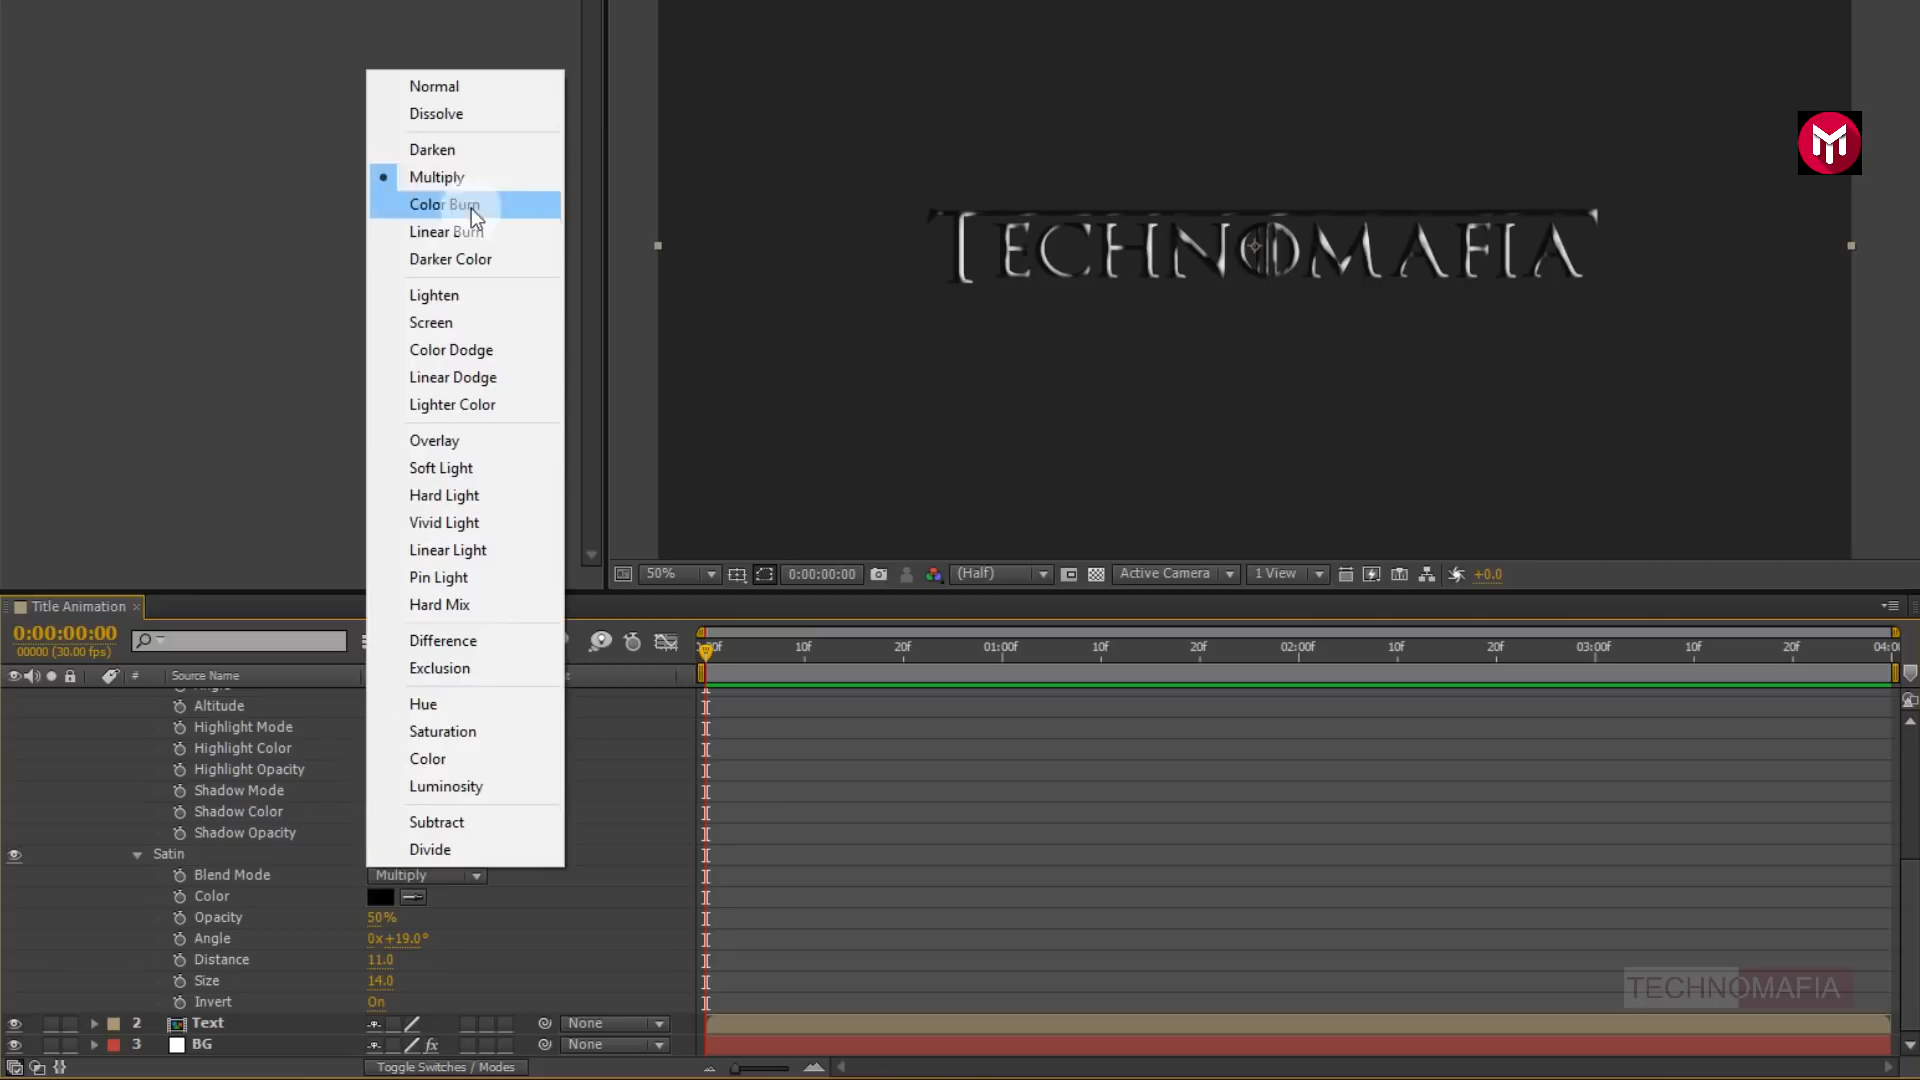 Normal
Dissolve
Darken
Multiply
Color Burn
Linear Burn
Darker Color
Lighten
Screen
Color Dodge
Linear Dodge
Lighter Color
Overlay
Soft Light
Hard Light
Vivid Light
Linear Light
Pin Light
Hard Mix
Difference
Exclusion
Hue
Saturation
Color
Luminosity
Subtract
Divide
TECHNOMAFIA
50% 0:00:00:00 (Half) Active Camera 1 View +0.0
Title Animation
0:00:00:00
00000 (30.00 fps)
10f 20f 01:00f 10f 20f 02:00f 10f 20f 03:00f 10f 20f
# Source Name
Altitude
Highlight Mode
Highlight Color
Highlight Opacity
Shadow Mode
Shadow Color
Shadow Opacity
Satin
Blend Mode Multiply
Color
Opacity 50%
Angle 0x+19.0°
Distance 11.0
Size 14.0
Invert On
2 Text None
3 BG fx None
Toggle Switches / Modes
TECHNOMAFIA